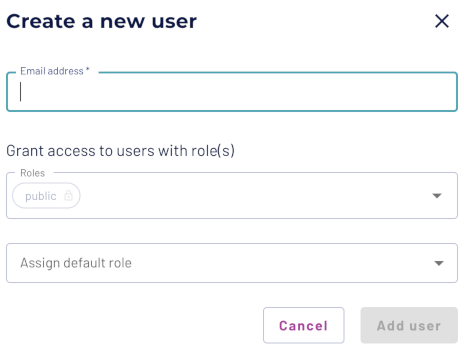 Create a new user
Email address *
Grant access to users with role(s)
Roles
public
Assign default role
Cancel
Add user